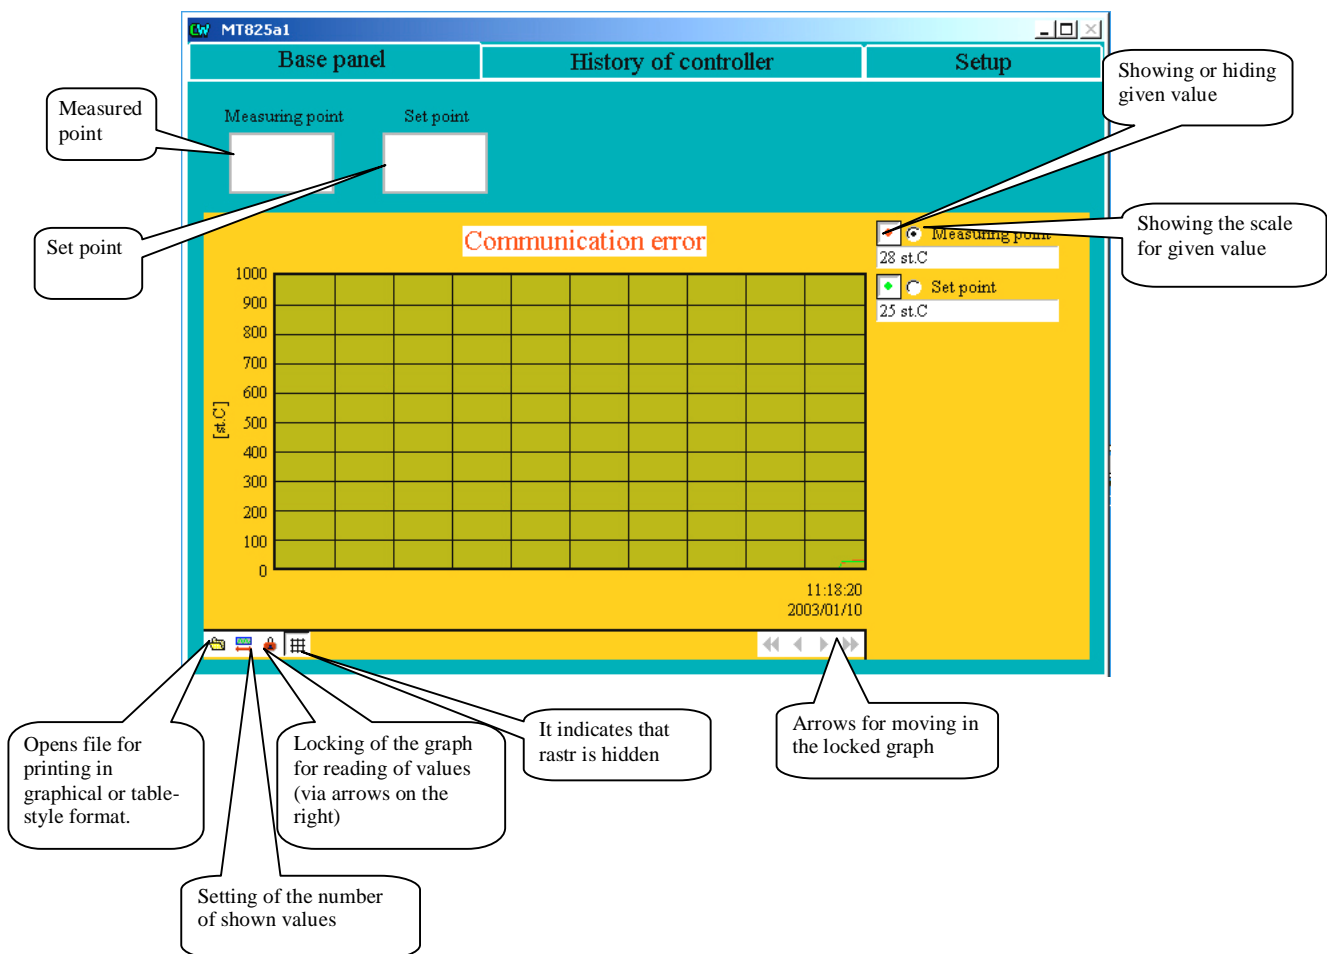 MT825a1
Base panel
History of controller
Setup
Showing or hiding
given value
Measured
point
Measuring point
Set point
Set point
Communication error
Measuring point
28 st.C
Set point
25 st.C
Showing the scale
for given value
1000
900
800
700
600
500
400
300
200
100
0
[st.C]
11:18:20
2003/01/10
Opens file for
printing in
graphical or table-
style format.
Locking of the graph
for reading of values
(via arrows on the
right)
It indicates that
rastr is hidden
Arrows for moving in
the locked graph
Setting of the number
of shown values